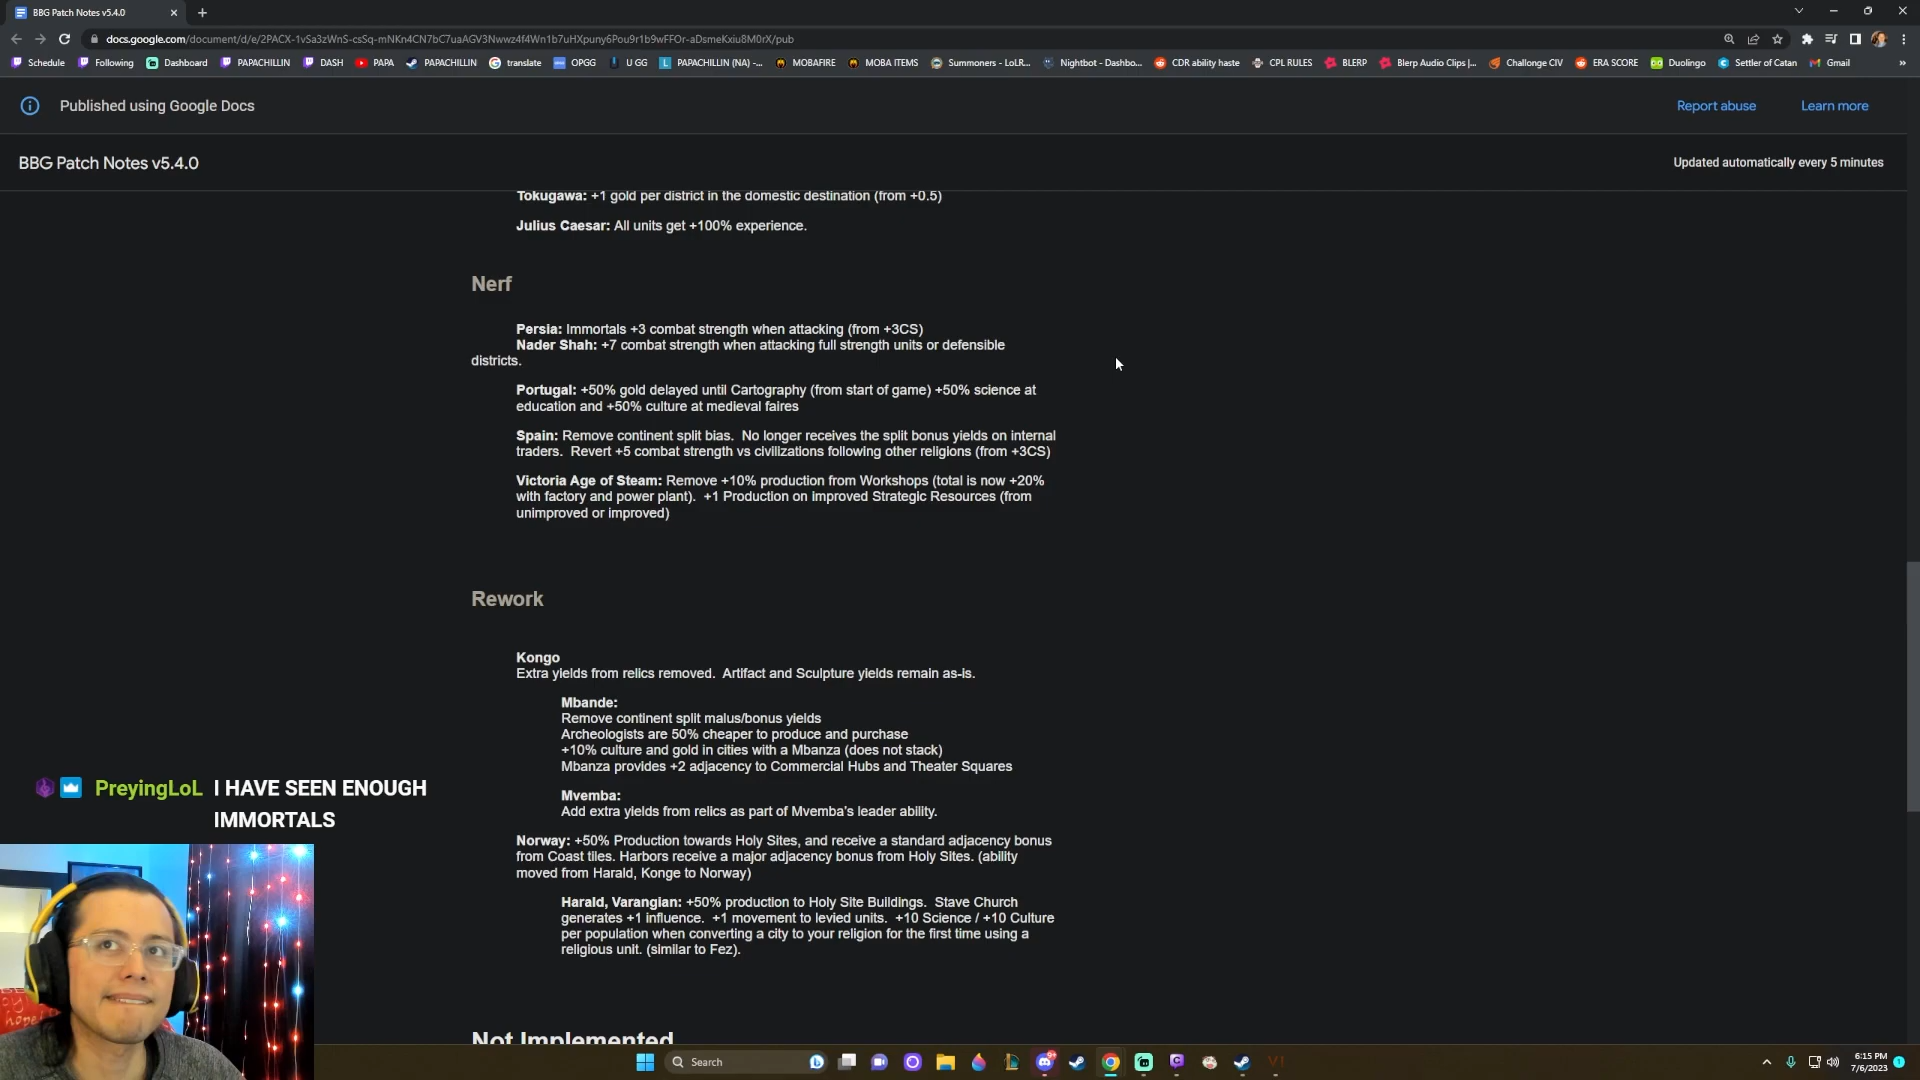 BBG Patch Notes v5.4.0
docs.google.com/document/d/e/2PACX-1vSa3zWnS-csSq-mNKn4CN7bC7uaAGV3Nwwz4f4Wn1b7uHXpuny6Pou9r1b9wFFOr-aDsmeKxiu8M0rX/pub
Schedule Following Dashboard PAPACHILLIN DASH PAPA PAPACHILLIN translate OPGG U GG PAPACHILLIN (NA) -... MOBAFIRE MOBA ITEMS Summoners - LoLR... Nightbot - Dashbo... CDR ability haste CPL RULES BLERP Blerp Audio Clips |... Challonge CIV ERA SCORE Duolingo Settler of Catan Gmail »
Published using Google Docs Report abuse Learn more
BBG Patch Notes v5.4.0 Updated automatically every 5 minutes
Tokugawa: +1 gold per district in the domestic destination (from +0.5)
Julius Caesar: All units get +100% experience.
Nerf
Persia: Immortals +3 combat strength when attacking (from +3CS)
Nader Shah: +7 combat strength when attacking full strength units or defensible
districts.
Portugal: +50% gold delayed until Cartography (from start of game) +50% science at
education and +50% culture at medieval faires
Spain: Remove continent split bias. No longer receives the split bonus yields on internal
traders. Revert +5 combat strength vs civilizations following other religions (from +3CS)
Victoria Age of Steam: Remove +10% production from Workshops (total is now +20%
with factory and power plant). +1 Production on improved Strategic Resources (from
unimproved or improved)
Rework
Kongo
Extra yields from relics removed. Artifact and Sculpture yields remain as-is.
Mbande:
Remove continent split malus/bonus yields
Archeologists are 50% cheaper to produce and purchase
+10% culture and gold in cities with a Mbanza (does not stack)
Mbanza provides +2 adjacency to Commercial Hubs and Theater Squares
Mvemba:
Add extra yields from relics as part of Mvemba's leader ability.
Norway: +50% Production towards Holy Sites, and receive a standard adjacency bonus
from Coast tiles. Harbors receive a major adjacency bonus from Holy Sites. (ability
moved from Harald, Konge to Norway)
Harald, Varangian: +50% production to Holy Site Buildings. Stave Church
generates +1 influence. +1 movement to levied units. +10 Science / +10 Culture
per population when converting a city to your religion for the first time using a
religious unit. (similar to Fez).
Not Implemented
PreyingLoL I HAVE SEEN ENOUGH
IMMORTALS
Search
6:15 PM
7/6/2023